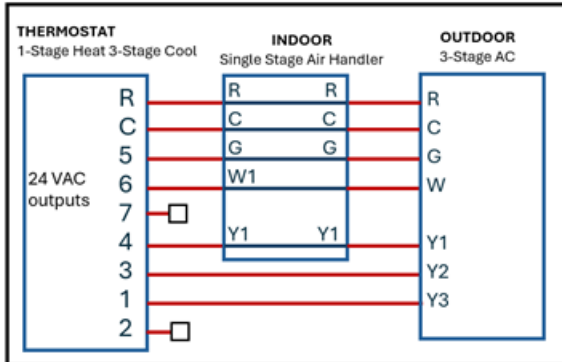 THERMOSTAT
1-Stage Heat 3-Stage Cool
INDOOR
Single Stage Air Handler
OUTDOOR
3-Stage AC
24 VAC
outputs
R R R R
C C C C
5 G G G
6 W1 W
7
4 Y1 Y1 Y1
3 Y2
1 Y3
2